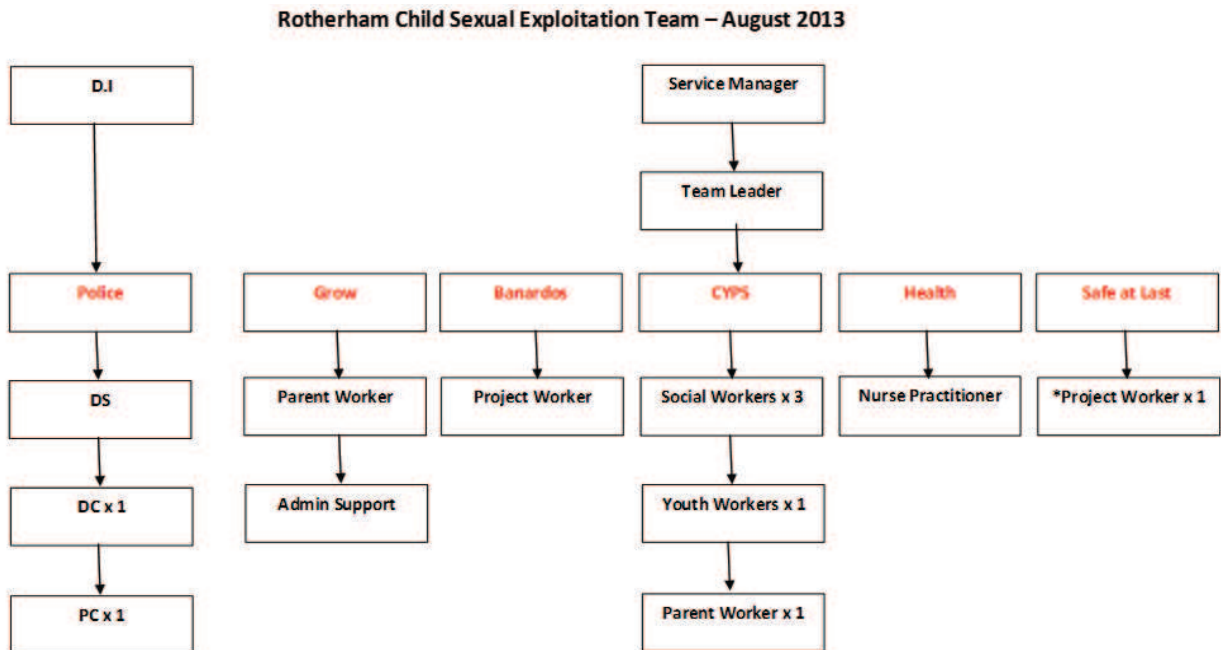 Rotherham Child Sexual Exploitation Team – August 2013
D.I
Service Manager
Team Leader
Police
Grow
Banardos
CYPS
Health
Safe at Last
DS
Parent Worker
Project Worker
Social Workers x 3
Nurse Practitioner
*Project Worker x 1
DC x 1
Admin Support
Youth Workers x 1
PC x 1
Parent Worker x 1